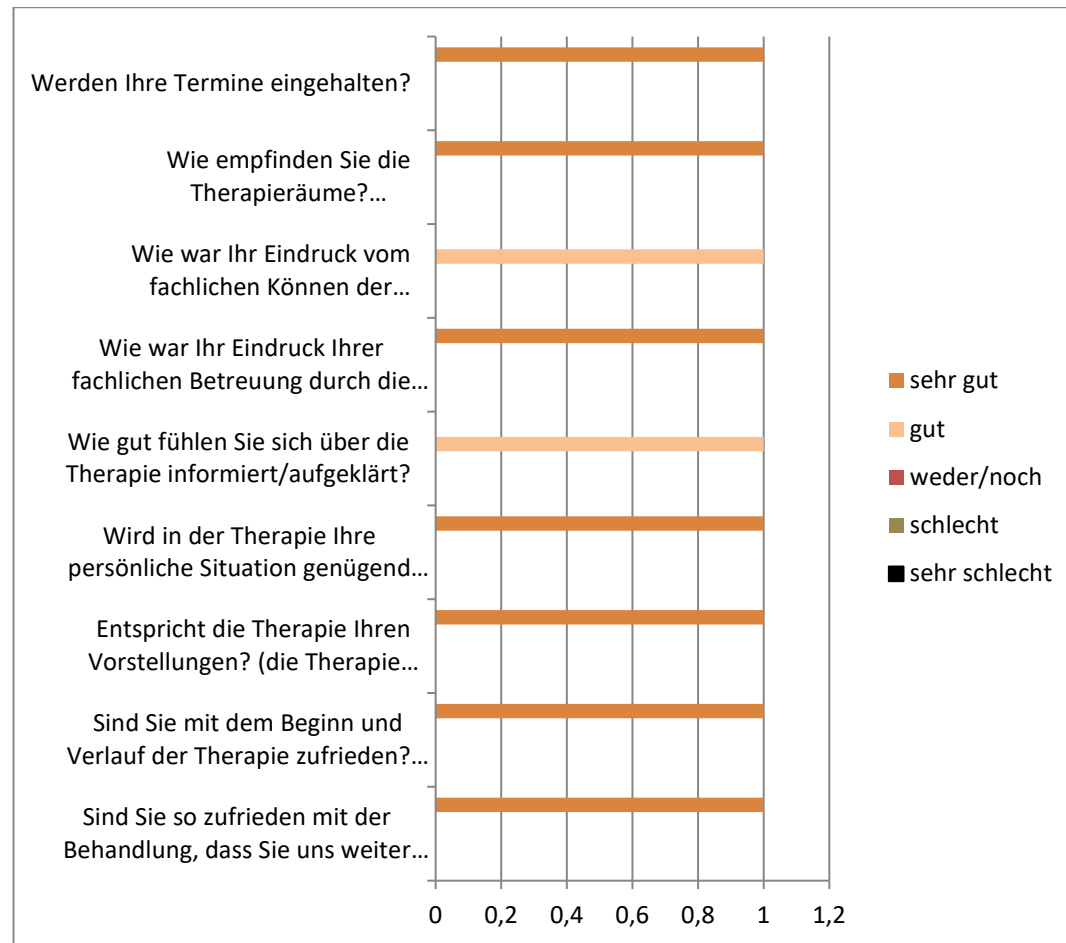 Werden Ihre Termine eingehalten?
Wie empfinden Sie die
Therapieräume?...
Wie war Ihr Eindruck vom
fachlichen Können der...
Wie war Ihr Eindruck Ihrer
fachlichen Betreuung durch die...
Wie gut fühlen Sie sich über die
Therapie informiert/aufgeklärt?
Wird in der Therapie Ihre
persönliche Situation genügend...
Entspricht die Therapie Ihren
Vorstellungen? (die Therapie...
Sind Sie mit dem Beginn und
Verlauf der Therapie zufrieden?...
Sind Sie so zufrieden mit der
Behandlung, dass Sie uns weiter...
0 0,2 0,4 0,6 0,8 1 1,2
sehr gut
gut
weder/noch
schlecht
sehr schlecht